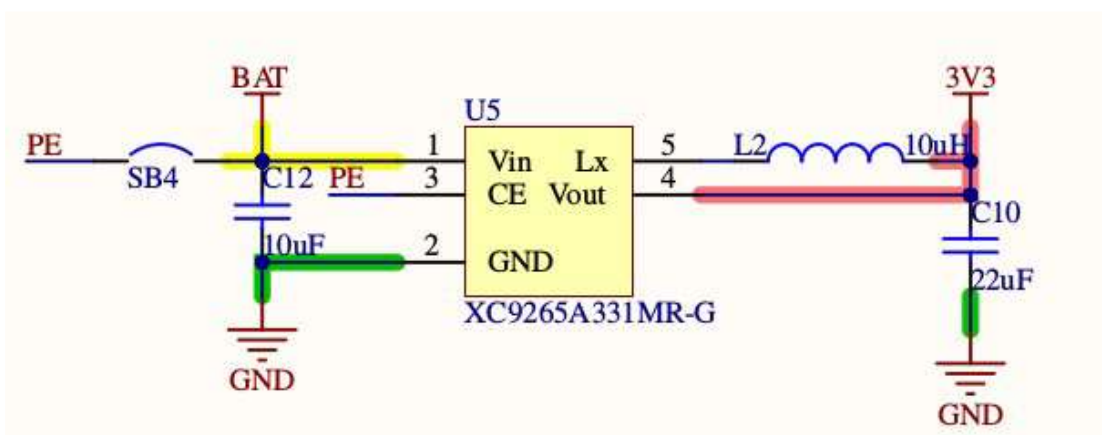 BAT
3V3
U5
PE
SB4
C12
PE
1
3
2
Vin
Lx
CE
Vout
GND
5
4
L2
10uH
C10
10uF
22uF
XC9265A331MR-G
GND
GND